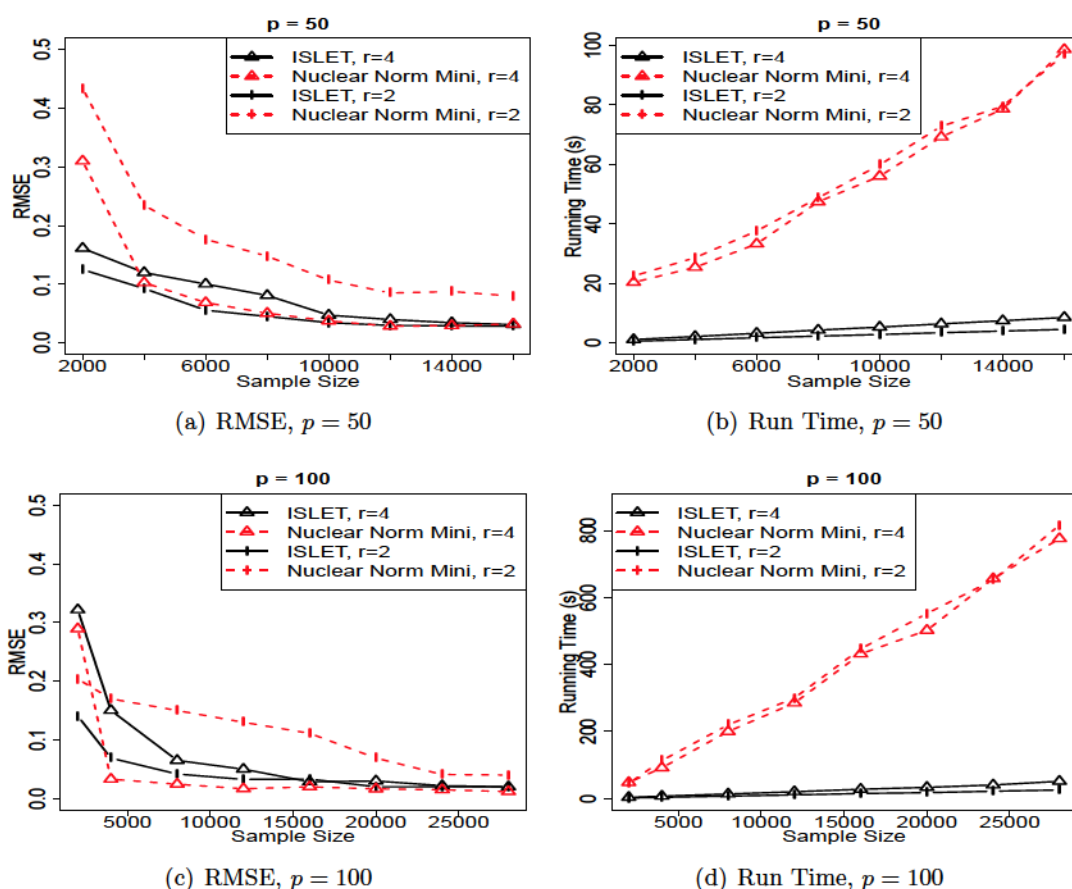 p = 50
RMSE
0.0 0.1 0.2 0.3 0.4 0.5
ISLET, r=4
Nuclear Norm Mini, r=4
ISLET, r=2
Nuclear Norm Mini, r=2
2000 6000 10000 14000
Sample Size
(a) RMSE, p = 50
p = 50
Running Time (s)
0 20 40 60 80 100
ISLET, r=4
Nuclear Norm Mini, r=4
ISLET, r=2
Nuclear Norm Mini, r=2
2000 6000 10000 14000
Sample Size
(b) Run Time, p = 50
p = 100
RMSE
0.0 0.1 0.2 0.3 0.4 0.5
ISLET, r=4
Nuclear Norm Mini, r=4
ISLET, r=2
Nuclear Norm Mini, r=2
5000 10000 15000 20000 25000
Sample Size
(c) RMSE, p = 100
p = 100
Running Time (s)
0 200 400 600 800
ISLET, r=4
Nuclear Norm Mini, r=4
ISLET, r=2
Nuclear Norm Mini, r=2
5000 10000 15000 20000 25000
Sample Size
(d) Run Time, p = 100